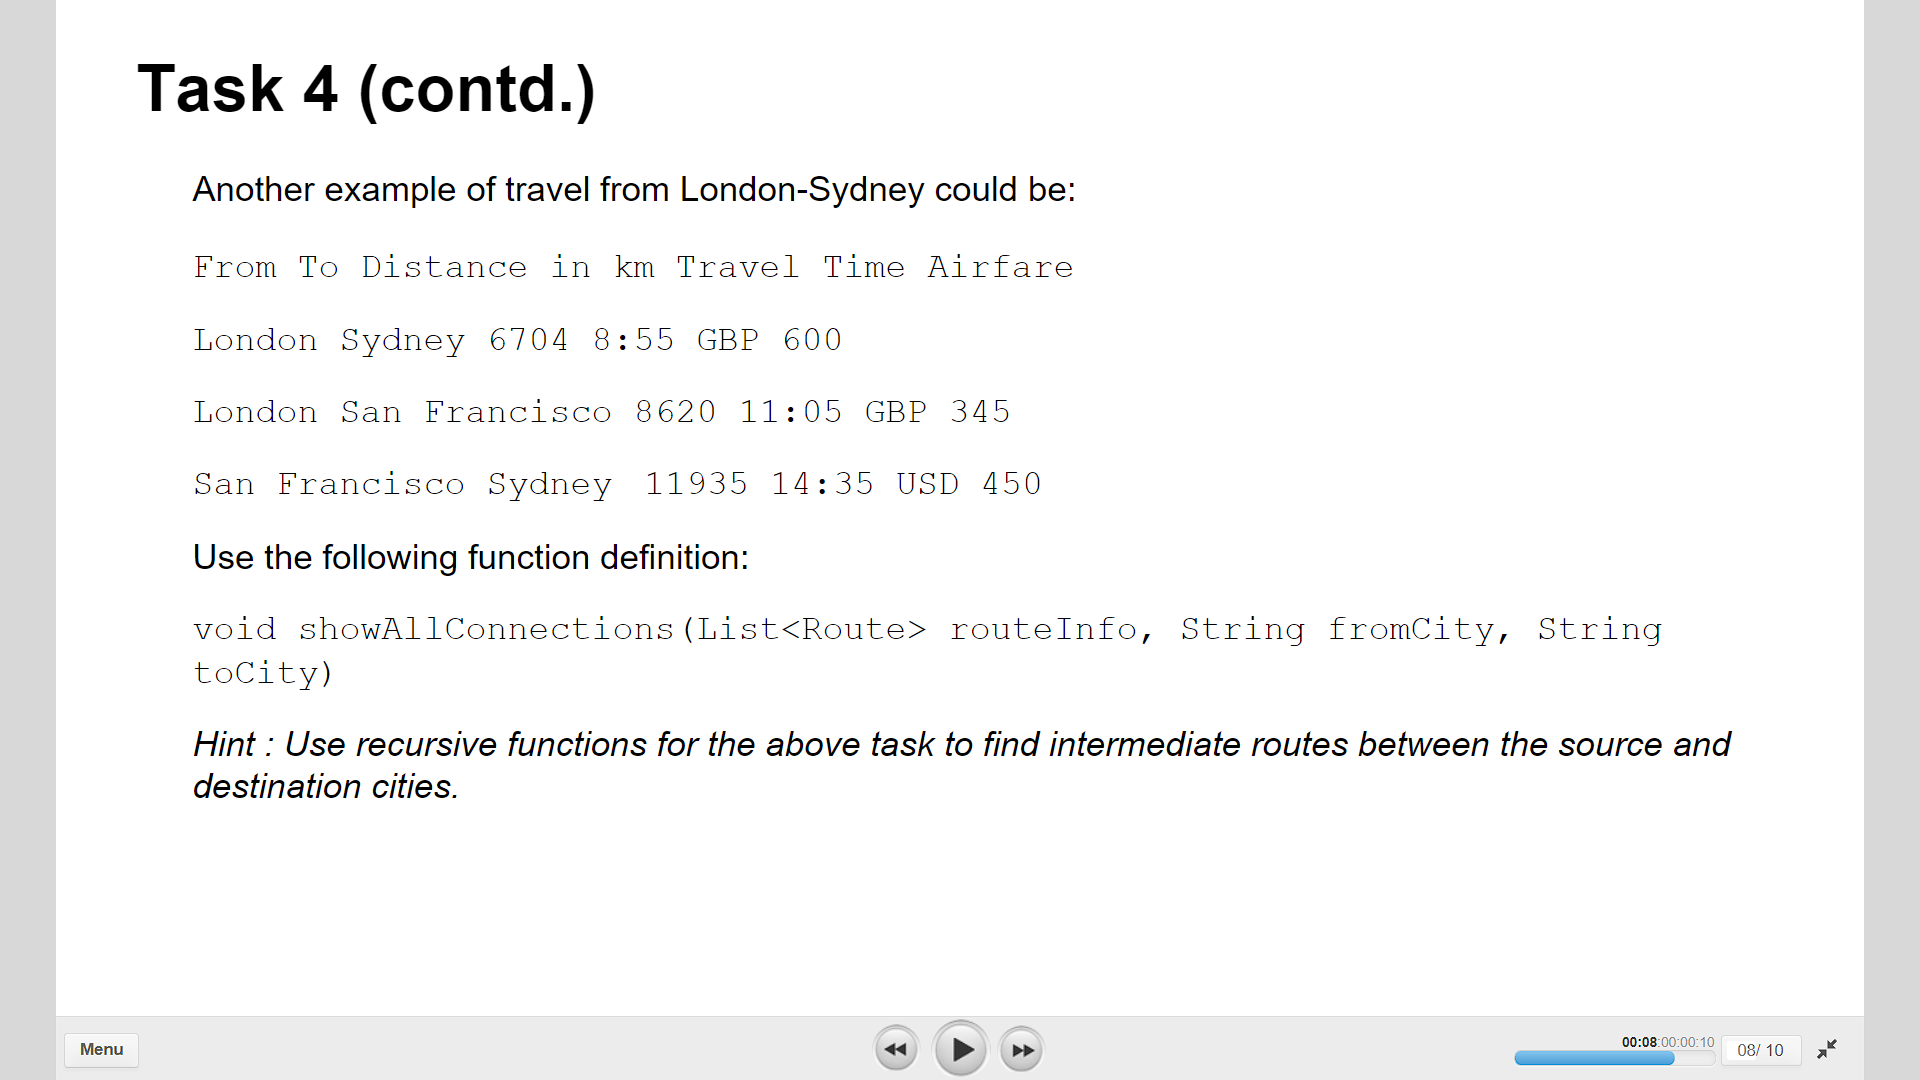 Task 4 (contd.)
Another example of travel from London-Sydney could be:
From To Distance in km Travel Time Airfare
London Sydney 6704 8:55 GBP 600
London San Francisco 8620 11:05 GBP 345
San Francisco Sydney 11935 14:35 USD 450
Use the following function definition:
void showAllConnections(List<Route> routeInfo, String fromCity, String
toCity)
Hint : Use recursive functions for the above task to find intermediate routes between the source and
destination cities.
Menu
00:08:00:00:10
08/ 10